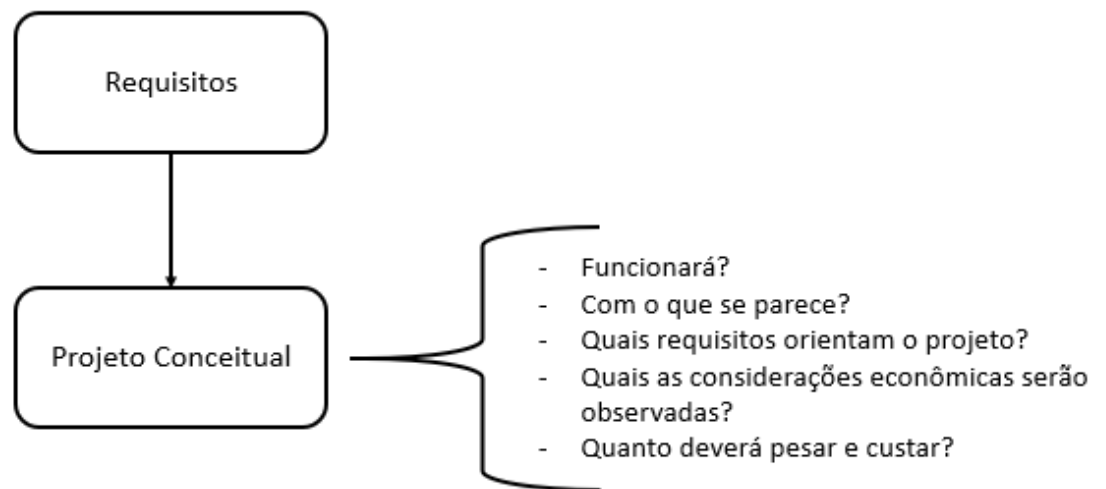 Requisitos
Projeto Conceitual
- Funcionará?
- Com o que se parece?
- Quais requisitos orientam o projeto?
- Quais as considerações econômicas serão
observadas?
- Quanto deverá pesar e custar?